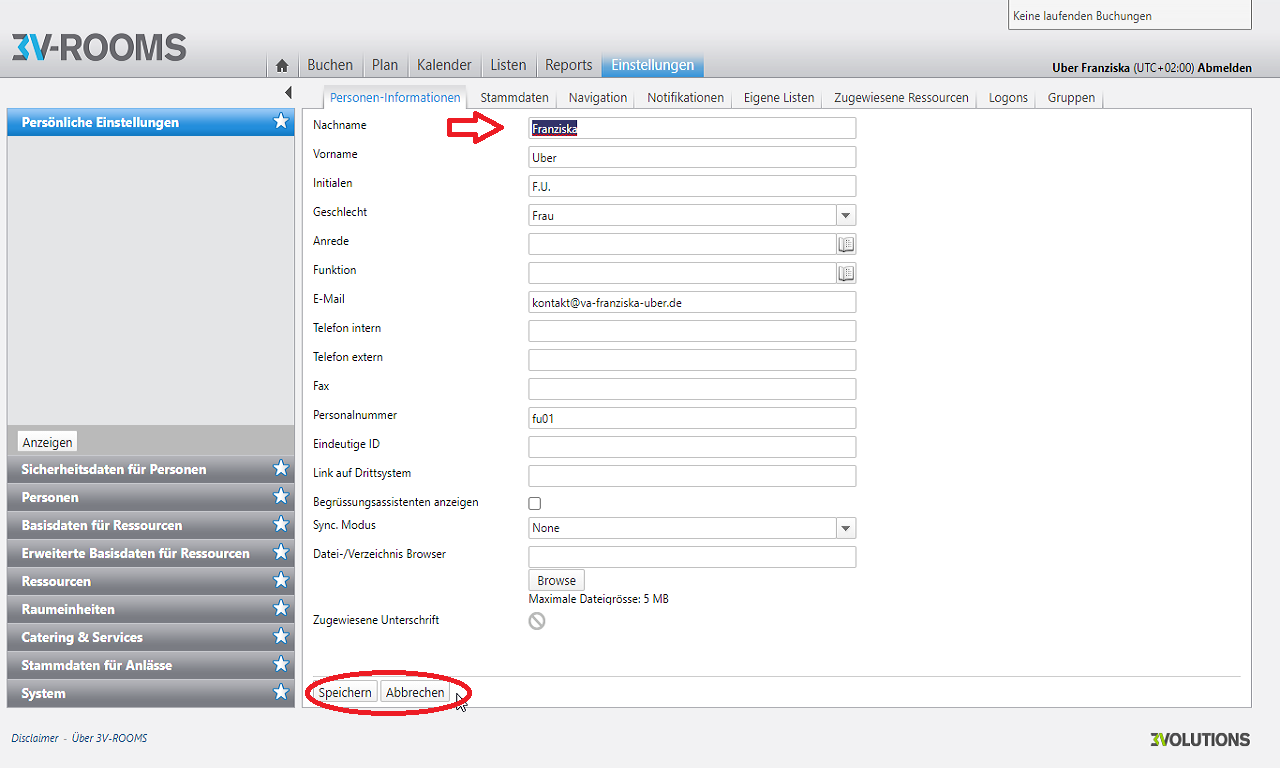 Keine laufenden Buchungen
3V-ROOMS
Buchen Plan Kalender Listen Reports Einstellungen
Uber Franziska (UTC+02:00) Abmelden
Personen-Informationen Stammdaten Navigation Notifikationen Eigene Listen Zugewiesene Ressourcen Logons Gruppen
Persönliche Einstellungen
Anzeigen
Sicherheitsdaten für Personen
Personen
Basisdaten für Ressourcen
Erweiterte Basisdaten für Ressourcen
Ressourcen
Raumeinheiten
Catering & Services
Stammdaten für Anlässe
System
Nachname Franziska
Vorname Uber
Initialen F.U.
Geschlecht Frau
Anrede
Funktion
E-Mail kontakt@va-franziska-uber.de
Telefon intern
Telefon extern
Fax
Personalnummer fu01
Eindeutige ID
Link auf Drittsystem
Begrüssungsassistenten anzeigen
Sync. Modus None
Datei-/Verzeichnis Browser
Browse
Maximale Dateigrösse: 5 MB
Zugewiesene Unterschrift
Speichern Abbrechen
Disclaimer - Über 3V-ROOMS
3VOLUTIONS